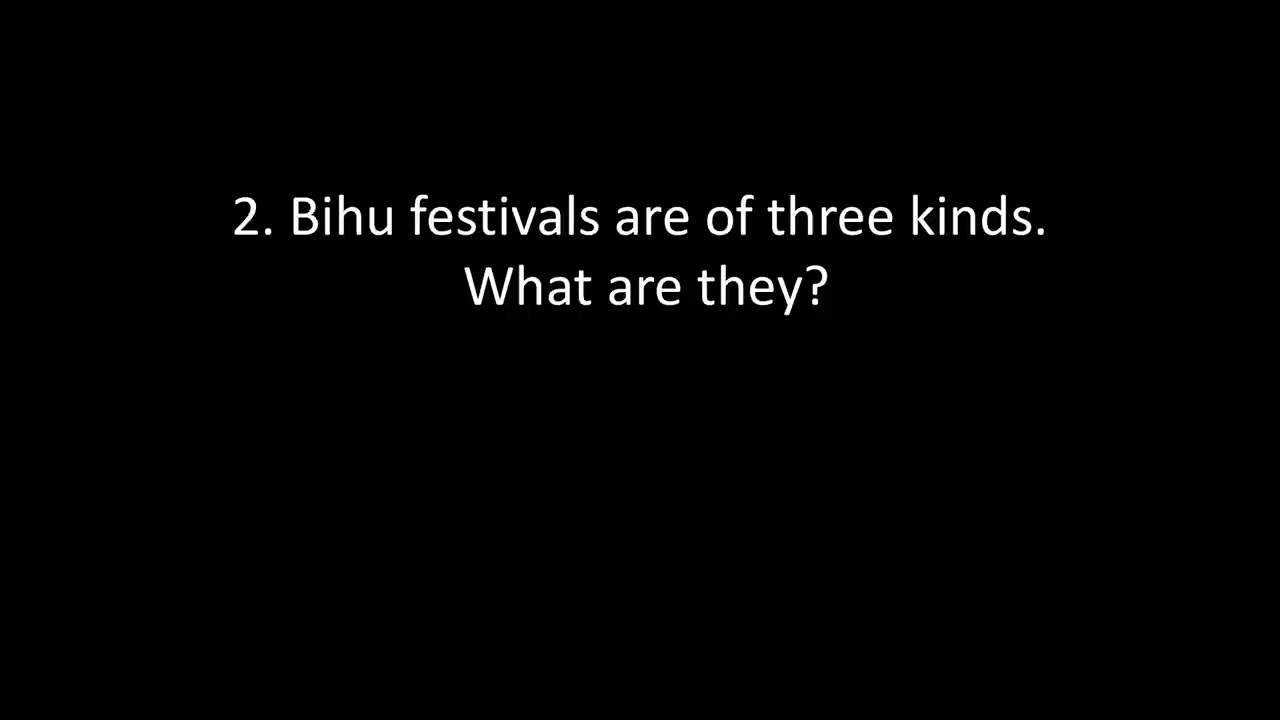 2. Bihu festivals are of three kinds.
What are they?